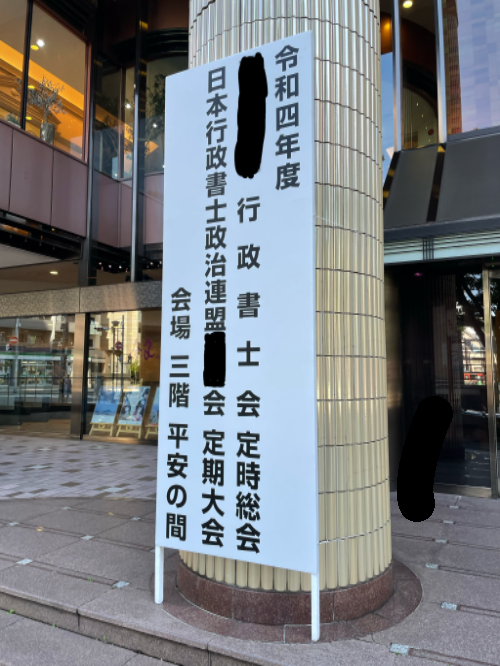 令和四年度
行政書士会 定時総会
日本行政書士政治連盟 会 定期大会
会場 三階 平安の間